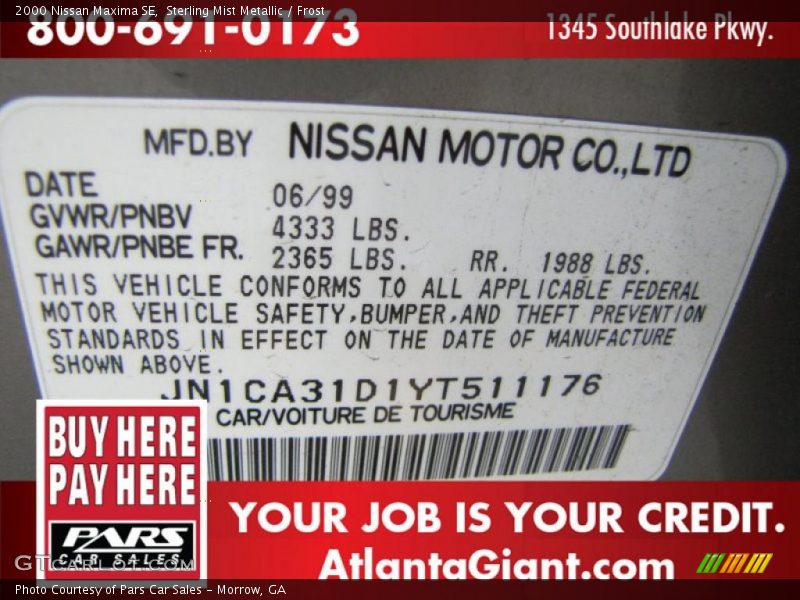 2000 Nissan Maxima SE, Sterling Mist Metallic / Frost
800-691-0173 1345 Southlake Pkwy.
MFD.BY NISSAN MOTOR CO.,LTD
DATE 06/99
GVWR/PNBV 4333 LBS.
GAWR/PNBE FR. 2365 LBS. RR. 1988 LBS.
THIS VEHICLE CONFORMS TO ALL APPLICABLE FEDERAL
MOTOR VEHICLE SAFETY,BUMPER,AND THEFT PREVENTION
STANDARDS IN EFFECT ON THE DATE OF MANUFACTURE
SHOWN ABOVE.
JN1CA31D1YT511176
CAR/VOITURE DE TOURISME
BUY HERE
PAY HERE
PARS
CAR SALES
YOUR JOB IS YOUR CREDIT.
AtlantaGiant.com
GTcarlot.com
Photo Courtesy of Pars Car Sales - Morrow, GA